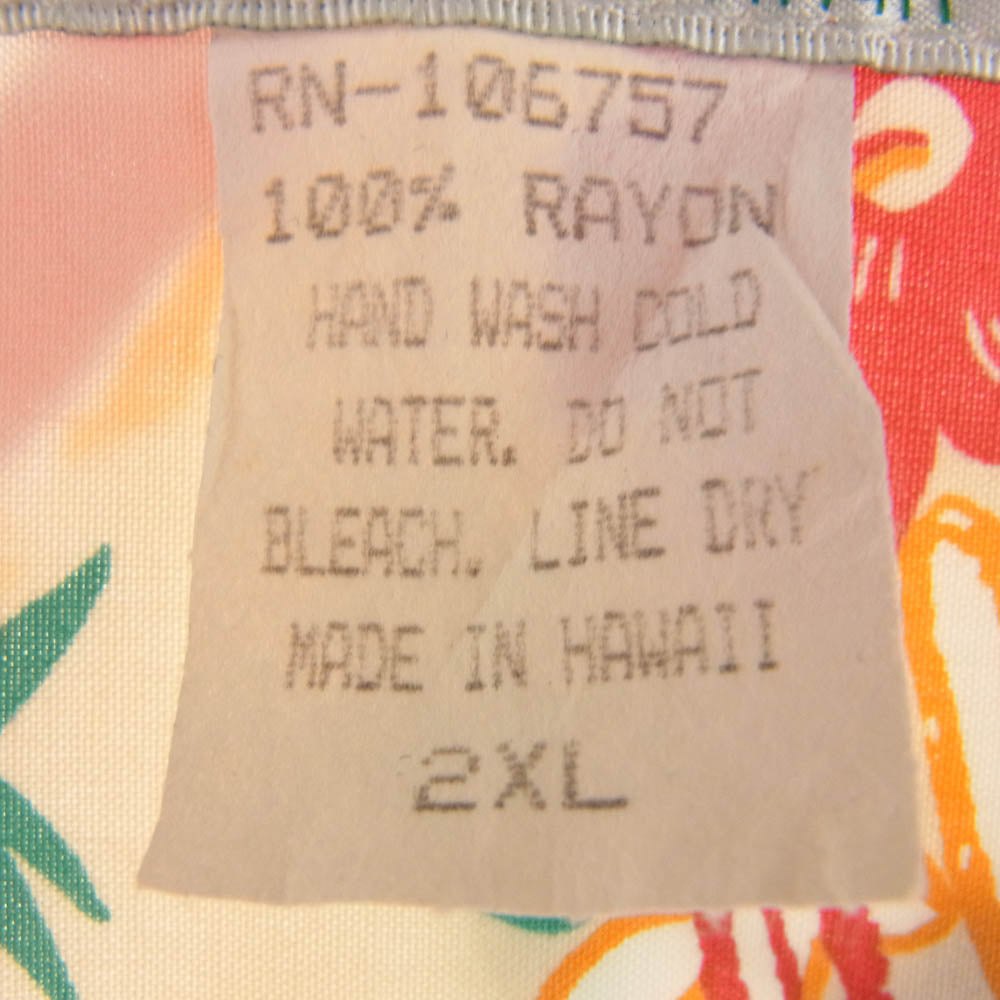 RN-106757
100% RAYON
HAND WASH COLD
WATER. DO NOT
BLEACH. LINE DRY
MADE IN HAWAII
2XL